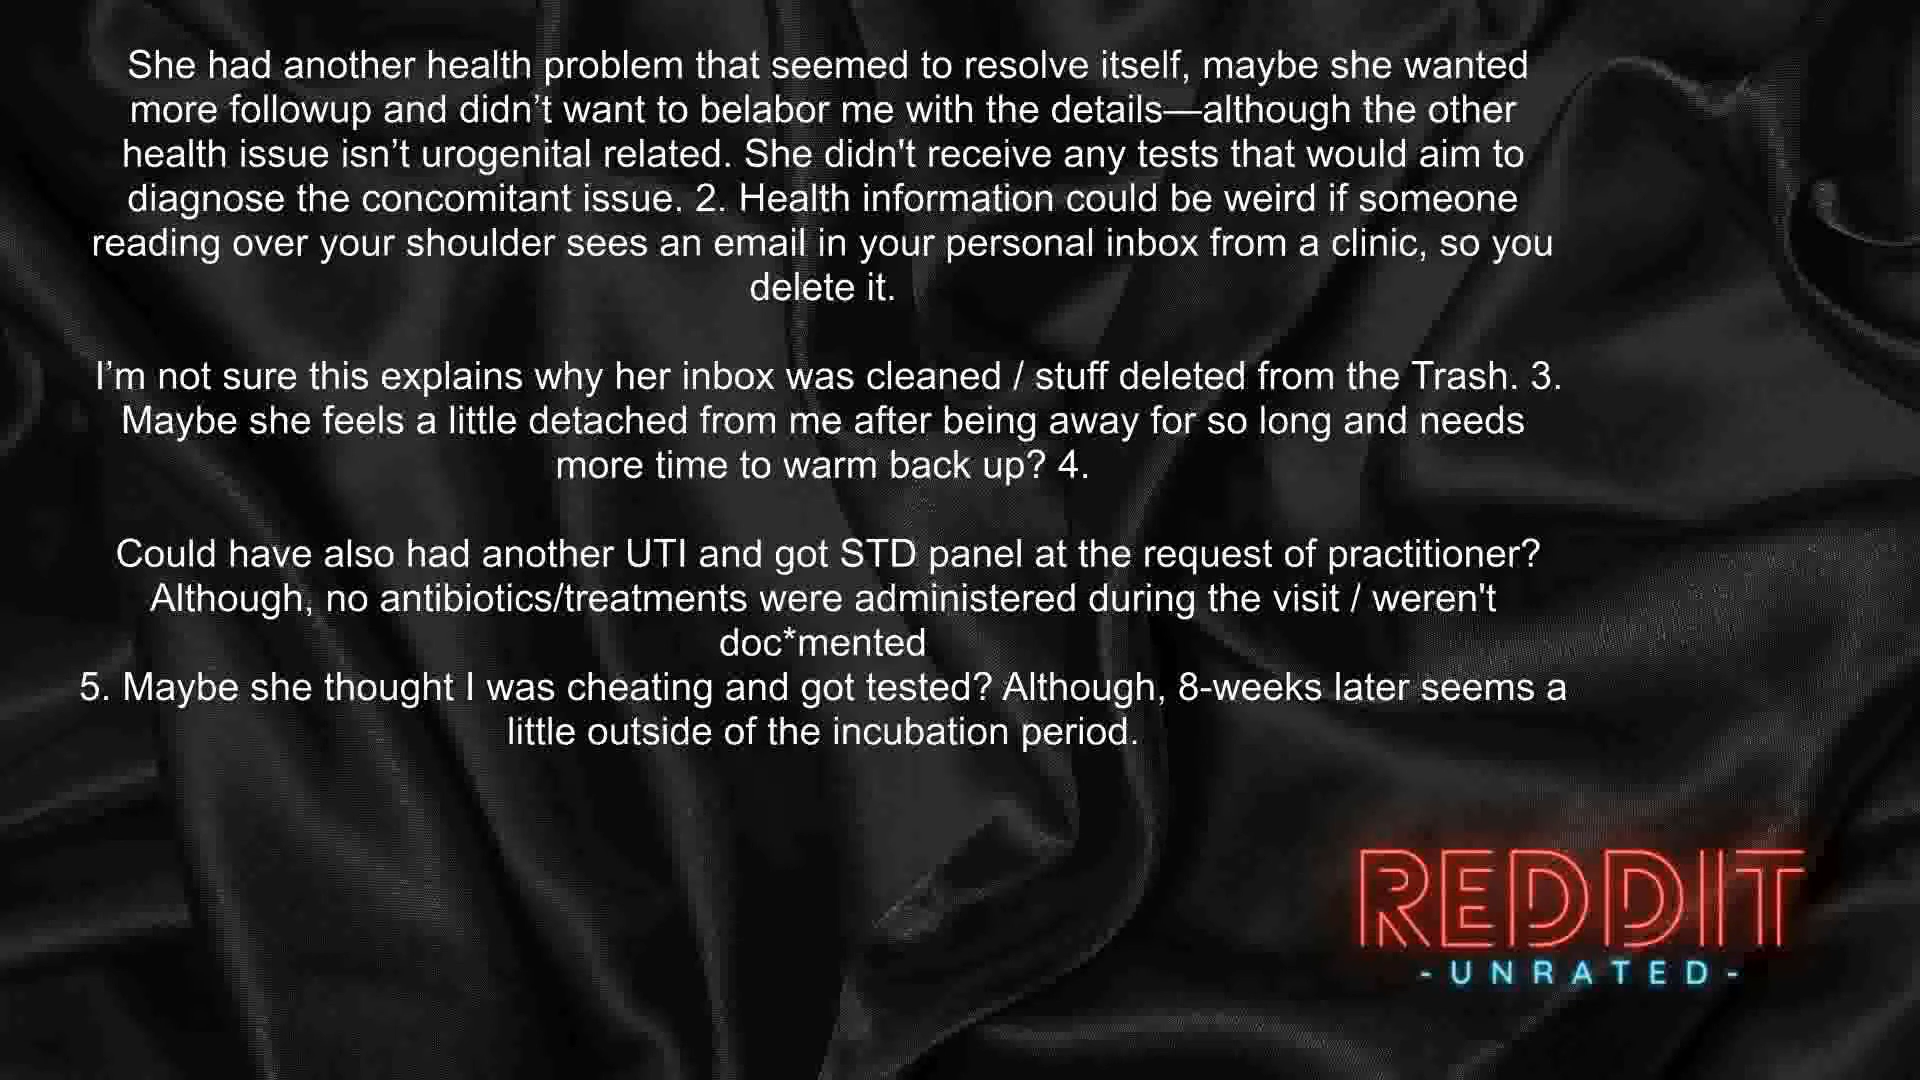 She had another health problem that seemed to resolve itself, maybe she wanted
more followup and didn’t want to belabor me with the details—although the other
health issue isn’t urogenital related. She didn't receive any tests that would aim to
diagnose the concomitant issue. 2. Health information could be weird if someone
reading over your shoulder sees an email in your personal inbox from a clinic, so you
delete it.
I’m not sure this explains why her inbox was cleaned / stuff deleted from the Trash. 3.
Maybe she feels a little detached from me after being away for so long and needs
more time to warm back up? 4.
Could have also had another UTI and got STD panel at the request of practitioner?
Although, no antibiotics/treatments were administered during the visit / weren't
doc*mented
5. Maybe she thought I was cheating and got tested? Although, 8-weeks later seems a
little outside of the incubation period.
REDDIT
-UNRATED-